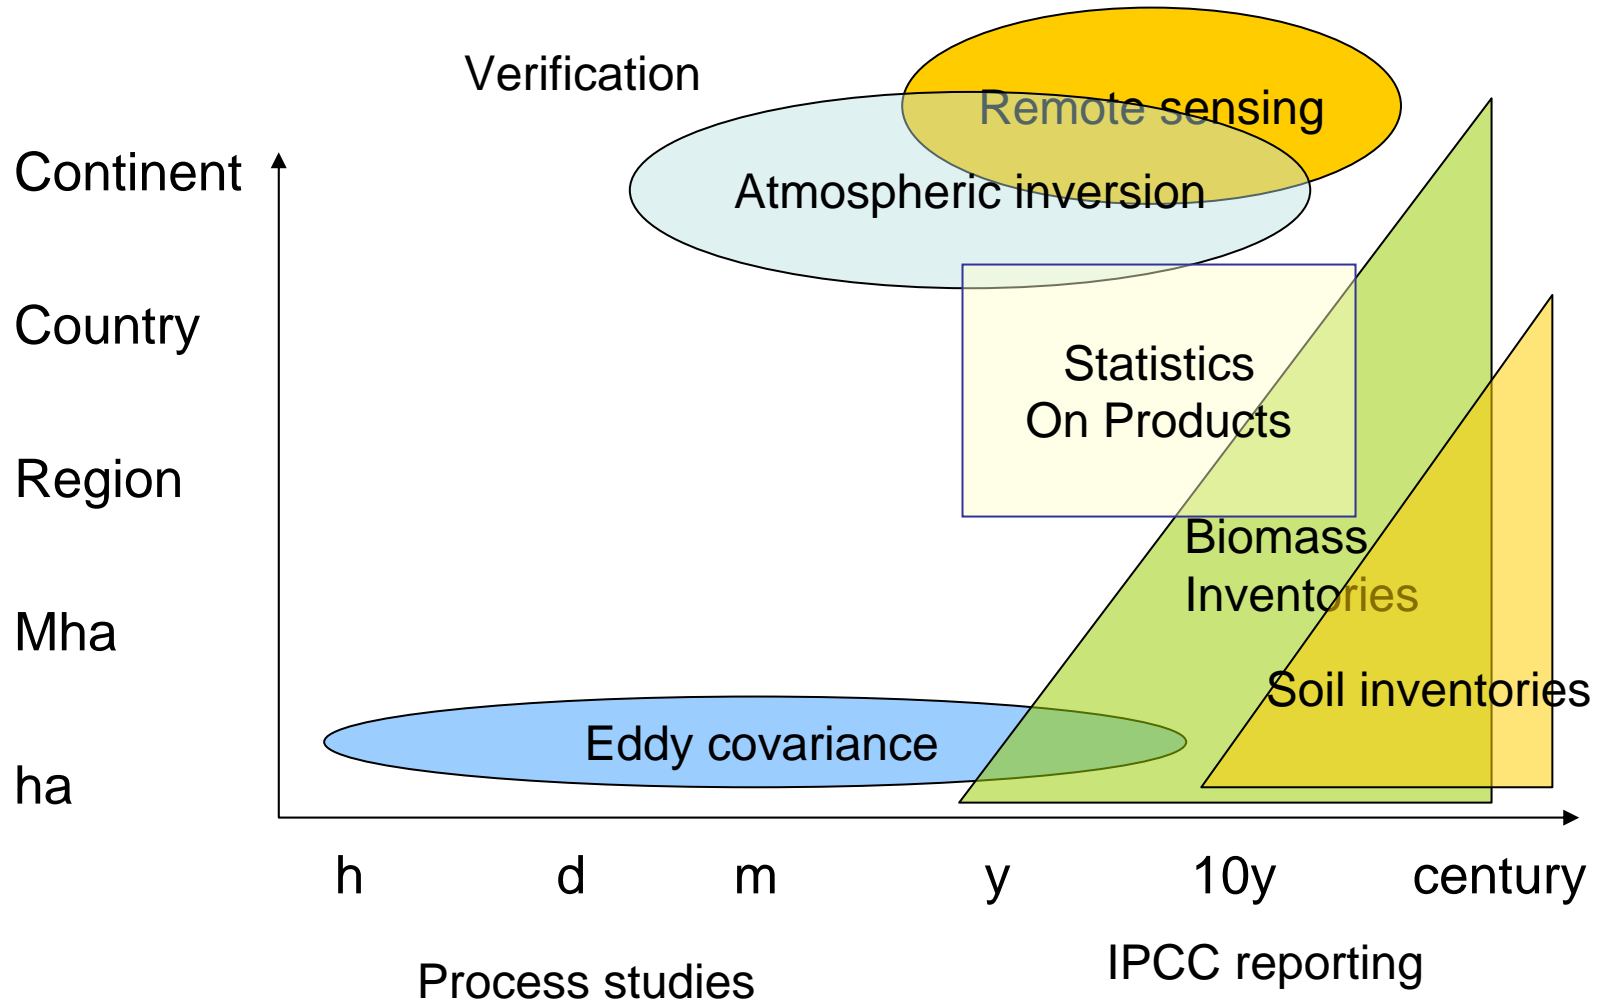 Verification
Remote sensing
Continent
Atmospheric inversion
Country
Statistics
On Products
Region
Biomass
Inventories
Mha
Soil inventories
Eddy covariance
ha
h d m y 10y century
Process studies
IPCC reporting